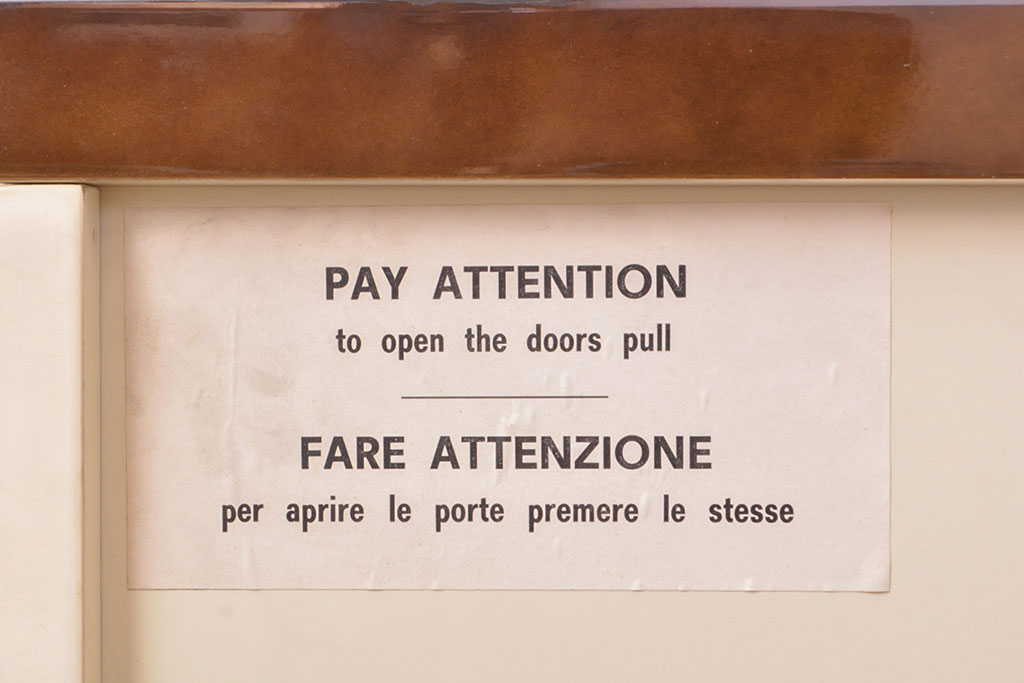 PAY ATTENTION
to open the doors pull
FARE ATTENZIONE
per aprire le porte premere le stesse